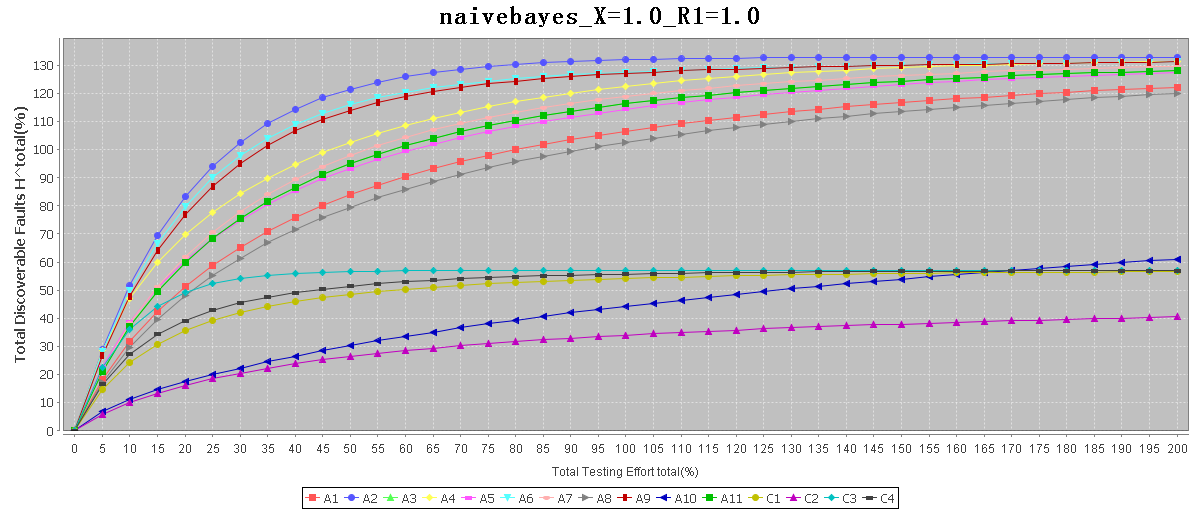 naivebayes_X=1.0_R1=1.0
Total Discoverable Faults H^total(%)
130
120
110
100
90
80
70
60
50
40
30
20
10
0
0 5 10 15 20 25 30 35 40 45 50 55 60 65 70 75 80 85 90 95 100 105 110 115 120 125 130 135 140 145 150 155 160 165 170 175 180 185 190 195 200
Total Testing Effort total(%)
A1 A2 A3 A4 A5 A6 A7 A8 A9 A10 A11 C1 C2 C3 C4